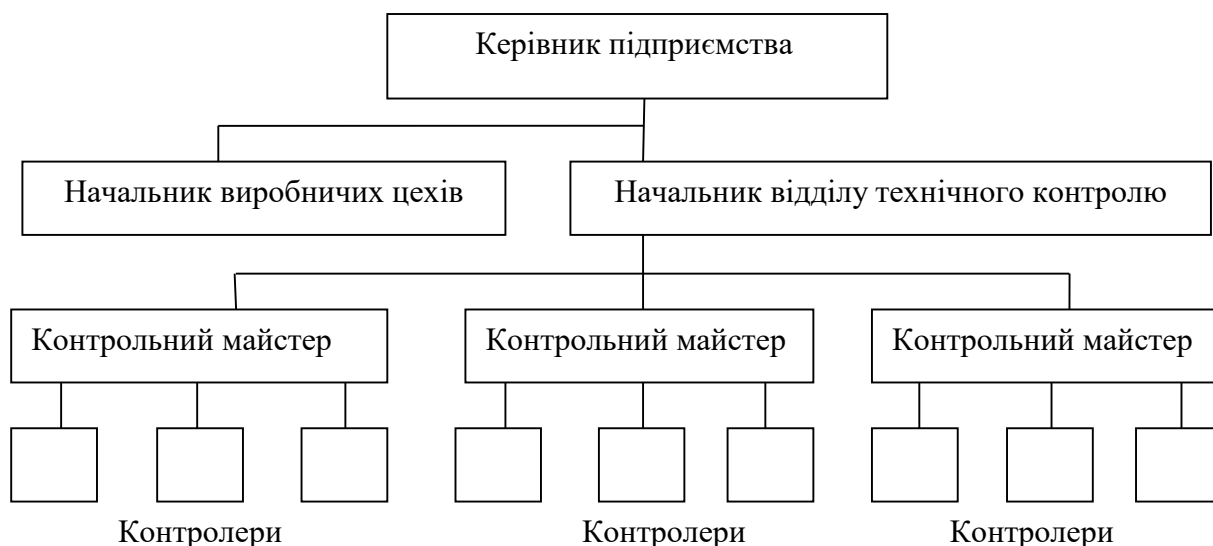 Керівник підприємства
Начальник виробничих цехів
Начальник відділу технічного контролю
Контрольний майстер
Контрольний майстер
Контрольний майстер
Контролери
Контролери
Контролери